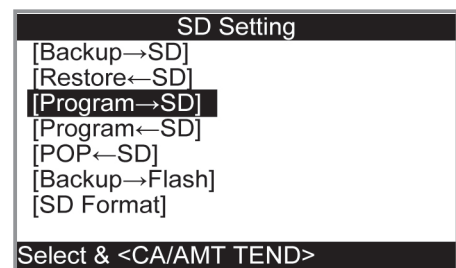 SD Setting
[Backup→SD]
[Restore←SD]
[Program→SD]
[Program←SD]
[POP←SD]
[Backup→Flash]
[SD Format]
Select & <CA/AMT TEND>